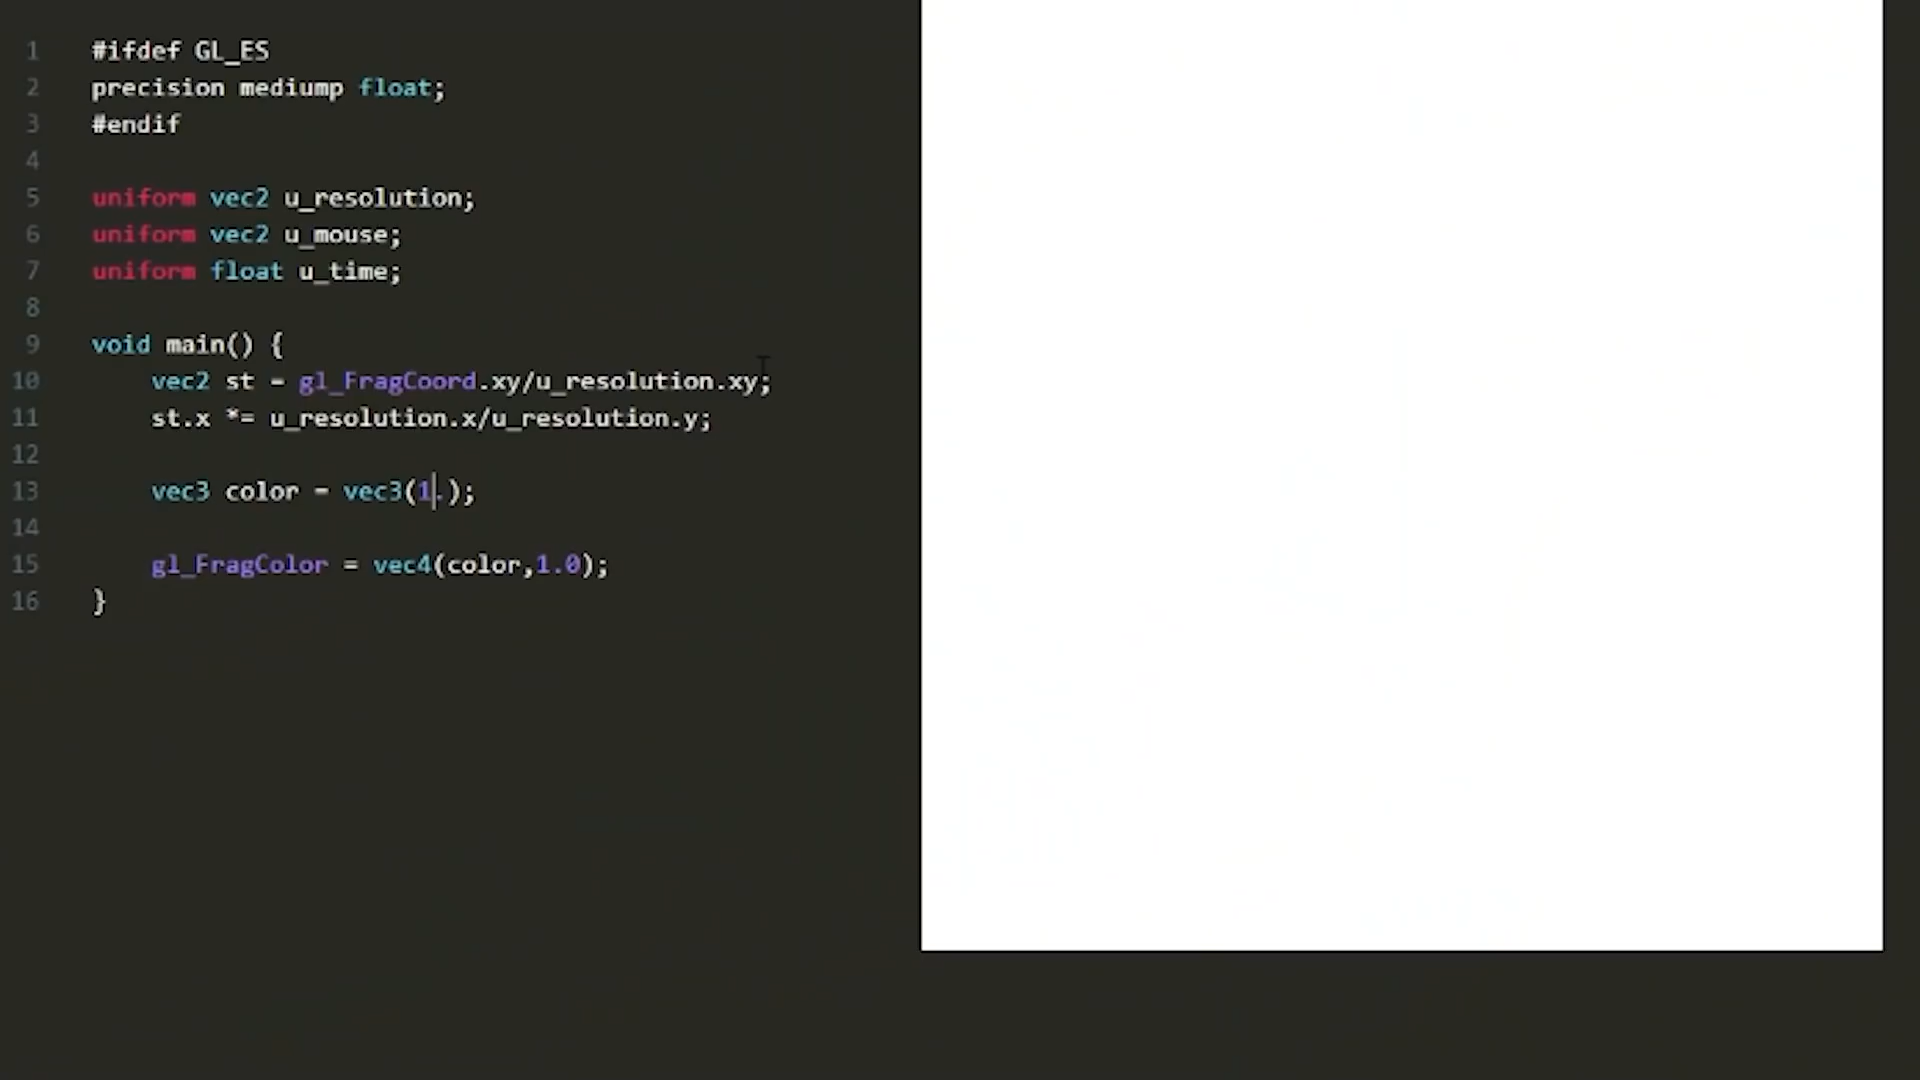 1 #ifdef GL_ES
2 precision mediump float;
3 #endif
4
5 uniform vec2 u_resolution;
6 uniform vec2 u_mouse;
7 uniform float u_time;
8
9 void main() {
10 vec2 st = gl_FragCoord.xy/u_resolution.xy;
11 st.x *= u_resolution.x/u_resolution.y;
12
13 vec3 color = vec3(1.);
14
15 gl_FragColor = vec4(color,1.0);
16 }